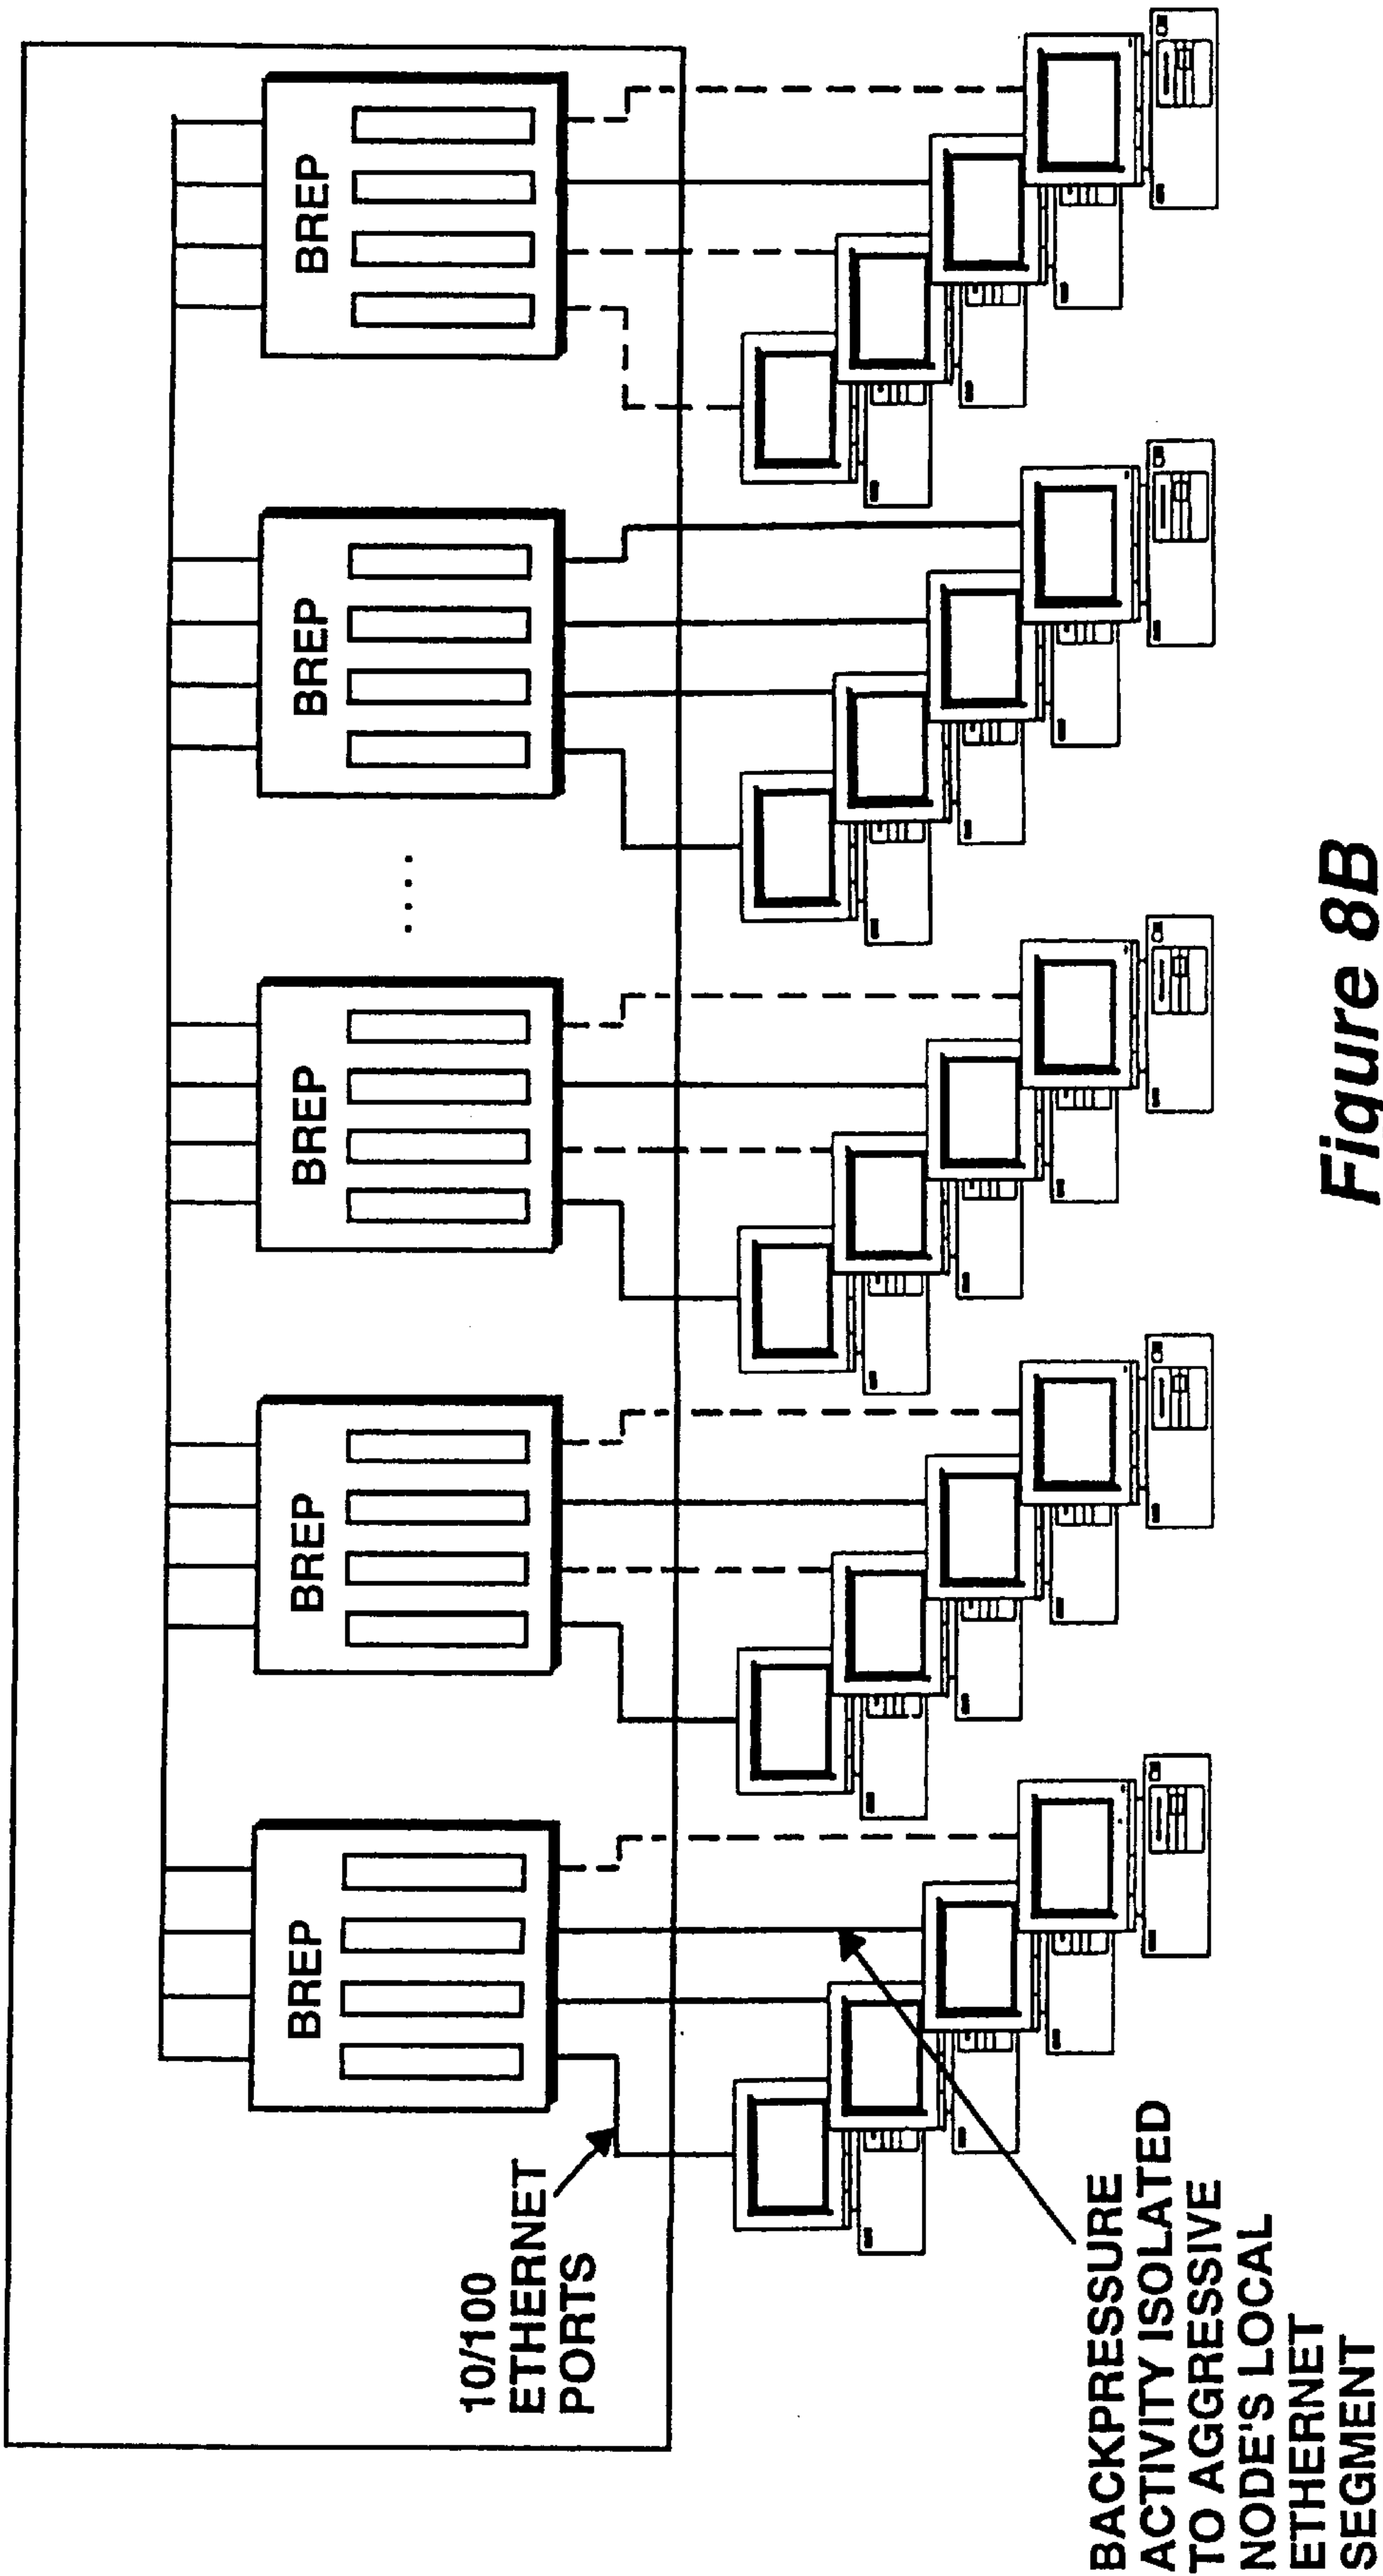 BREP
BREP
BREP
....
BREP
BREP
10/100
ETHERNET
PORTS
BACKPRESSURE
ACTIVITY ISOLATED
TO AGGRESSIVE
NODE'S LOCAL
ETHERNET
SEGMENT
Figure 8B